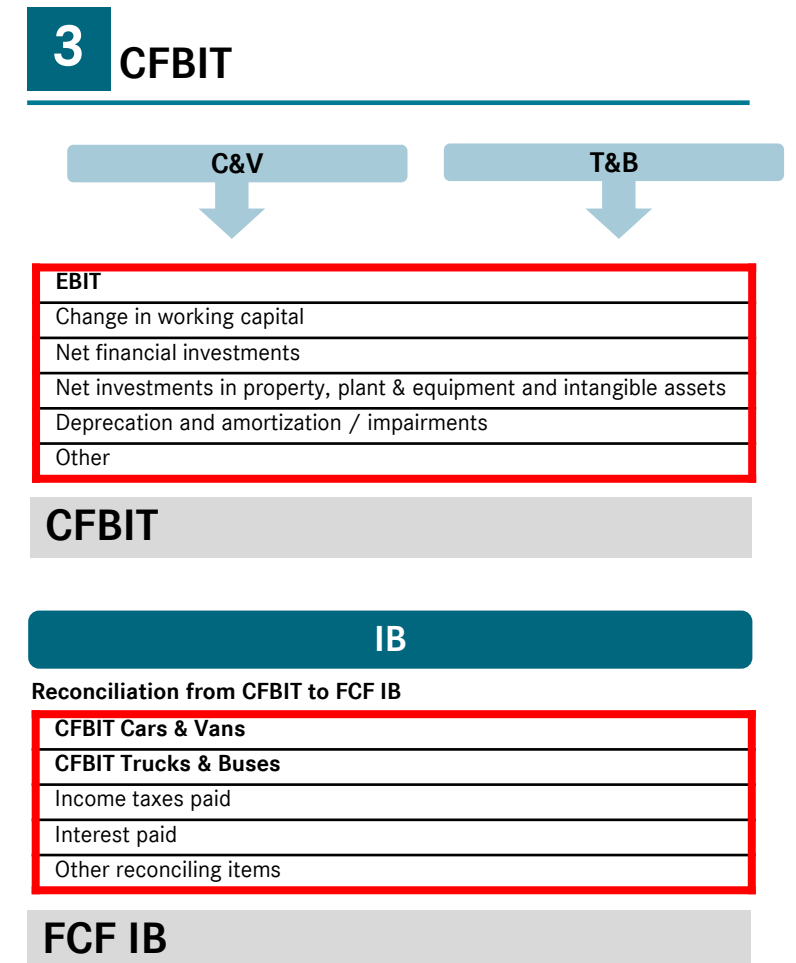 3
CFBIT
C&V
T&B
EBIT
Change in working capital
Net financial investments
Net investments in property, plant & equipment and intangible assets
Deprecation and amortization / impairments
Other
CFBIT
IB
Reconciliation from CFBIT to FCF IB
CFBIT Cars & Vans
CFBIT Trucks & Buses
Income taxes paid
Interest paid
Other reconciling items
FCF IB